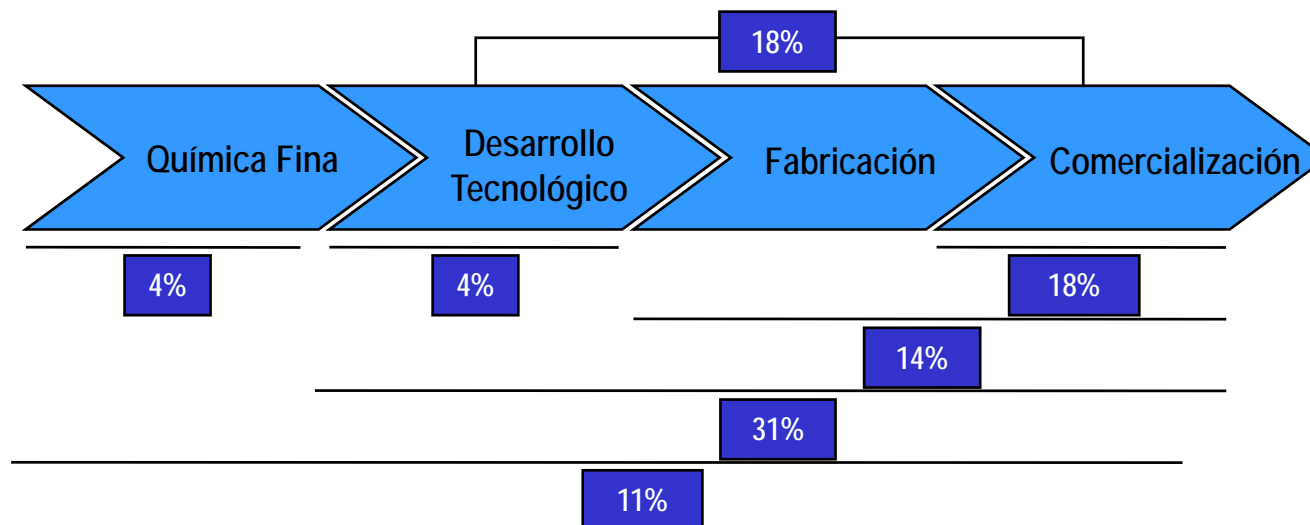 18%
Química Fina
Desarrollo
Tecnológico
Fabricación
Comercialización
4%
4%
18%
14%
31%
11%